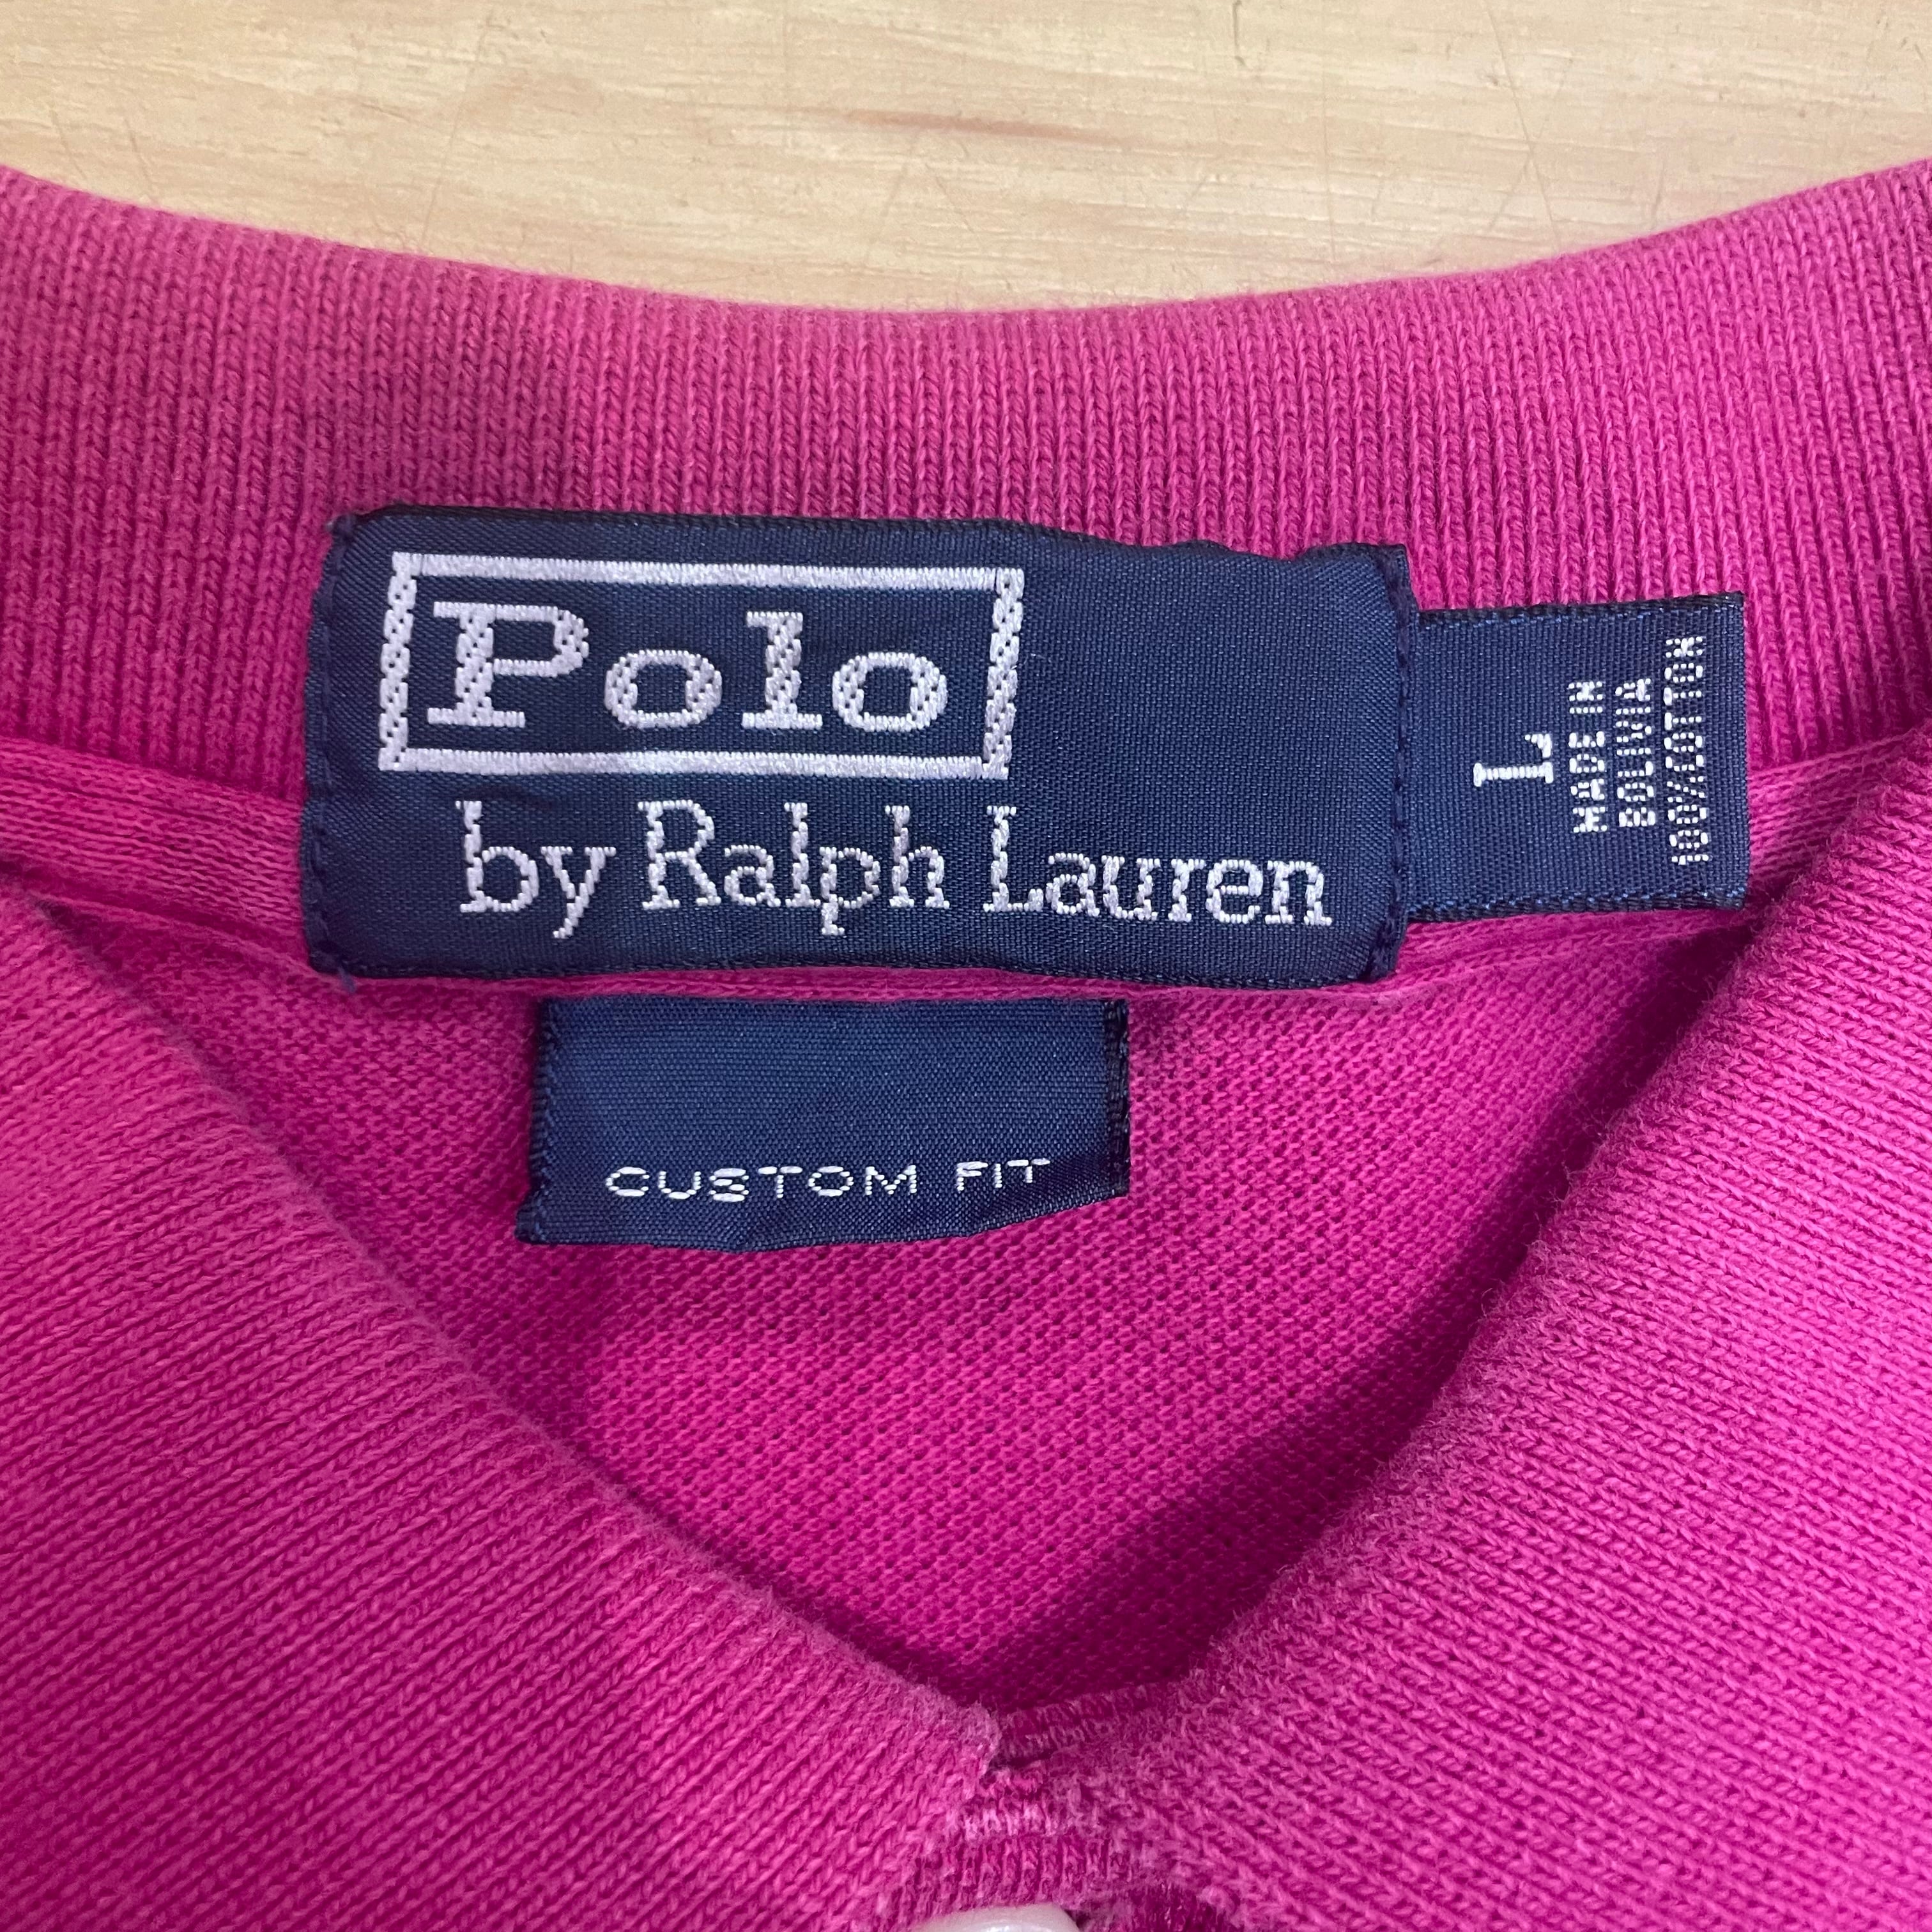 Polo
by Ralph Lauren
L
MADE IN
BOLIVIA
100% COTTON
CUSTOM FIT